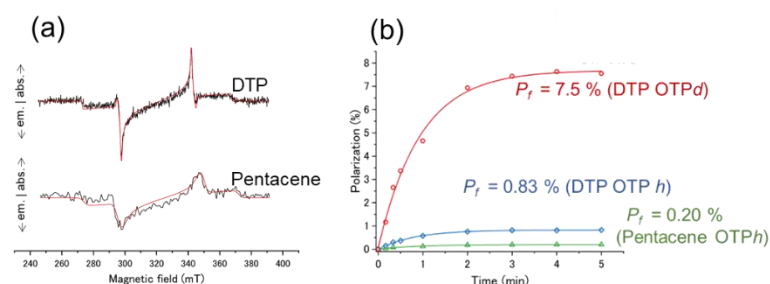 (a)
← em. | abs. →
DTP
← em. | abs. →
Pentacene
240 260 280 300 320 340 360 380 400
Magnetic field (mT)
(b)
Polarization (%)
8
7
6
5
4
3
2
1
0
0 1 2 3 4 5 6
Time (min)
P_f = 7.5 % (DTP OTPd)
P_f = 0.83 % (DTP OTP h)
P_f = 0.20 %
(Pentacene OTPh)